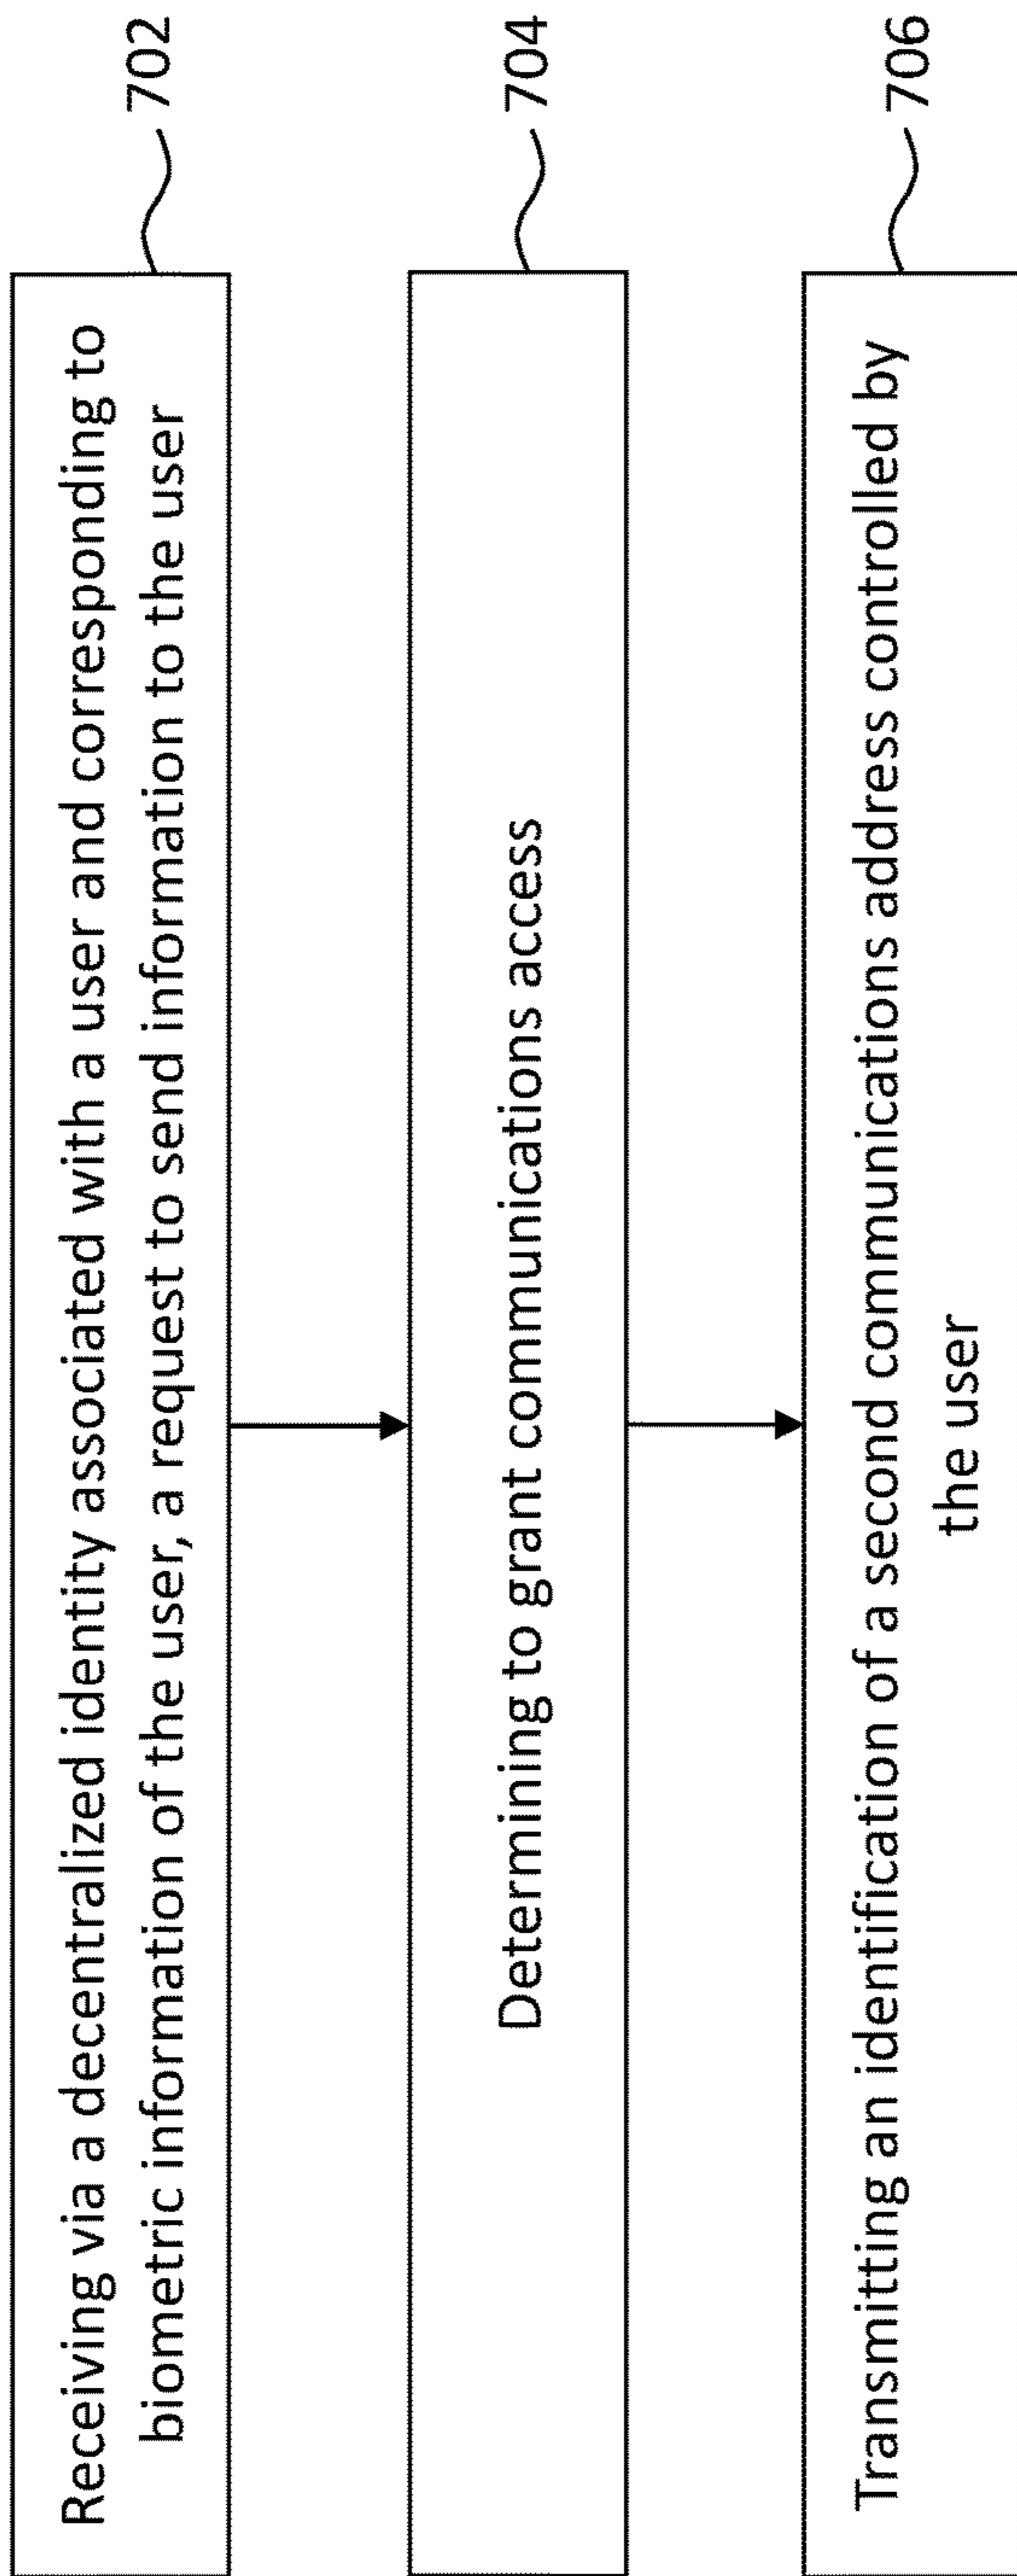 Receiving via a decentralized identity associated with a user and corresponding to
biometric information of the user, a request to send information to the user
702
Determining to grant communications access
704
Transmitting an identification of a second communications address controlled by
the user
706